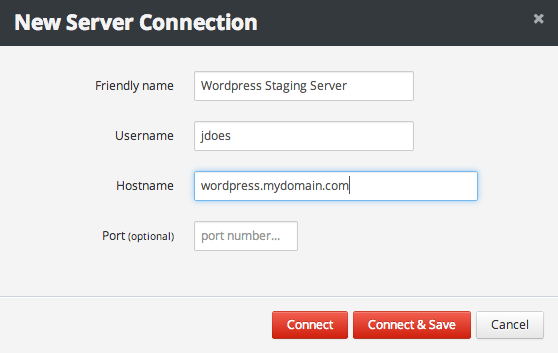 New Server Connection ×
Friendly name Wordpress Staging Server
Username jdoes
Hostname wordpress.mydomain.com
Port (optional) port number...
Connect Connect & Save Cancel